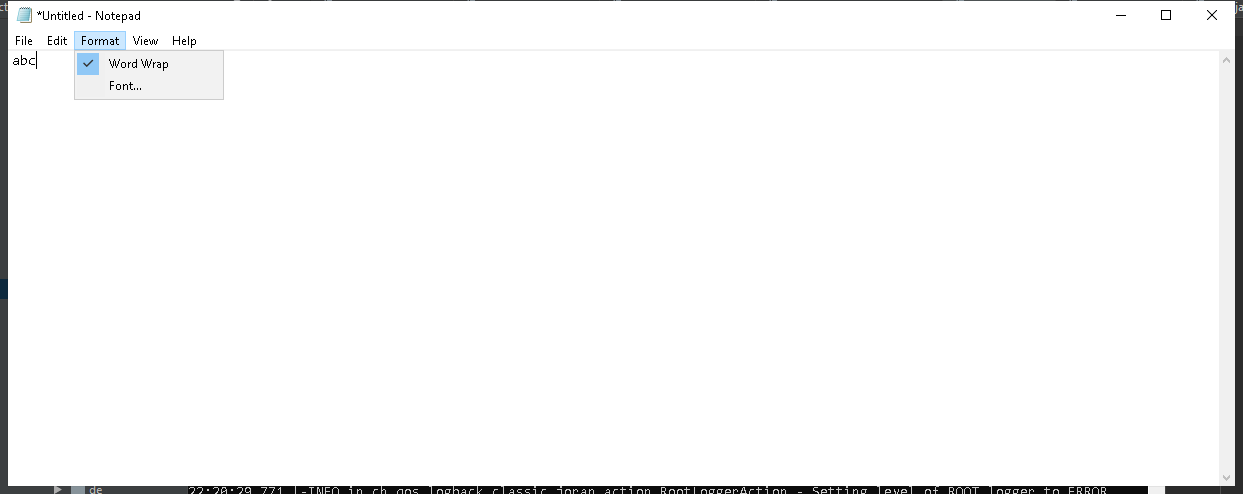 *Untitled - Notepad
File Edit Format View Help
abc
Word Wrap
Font...
de
22:20:29,771 |-INFO in ch.qos.logback.classic.joran.action.RootLoggerAction - Setting level of ROOT logger to ERROR